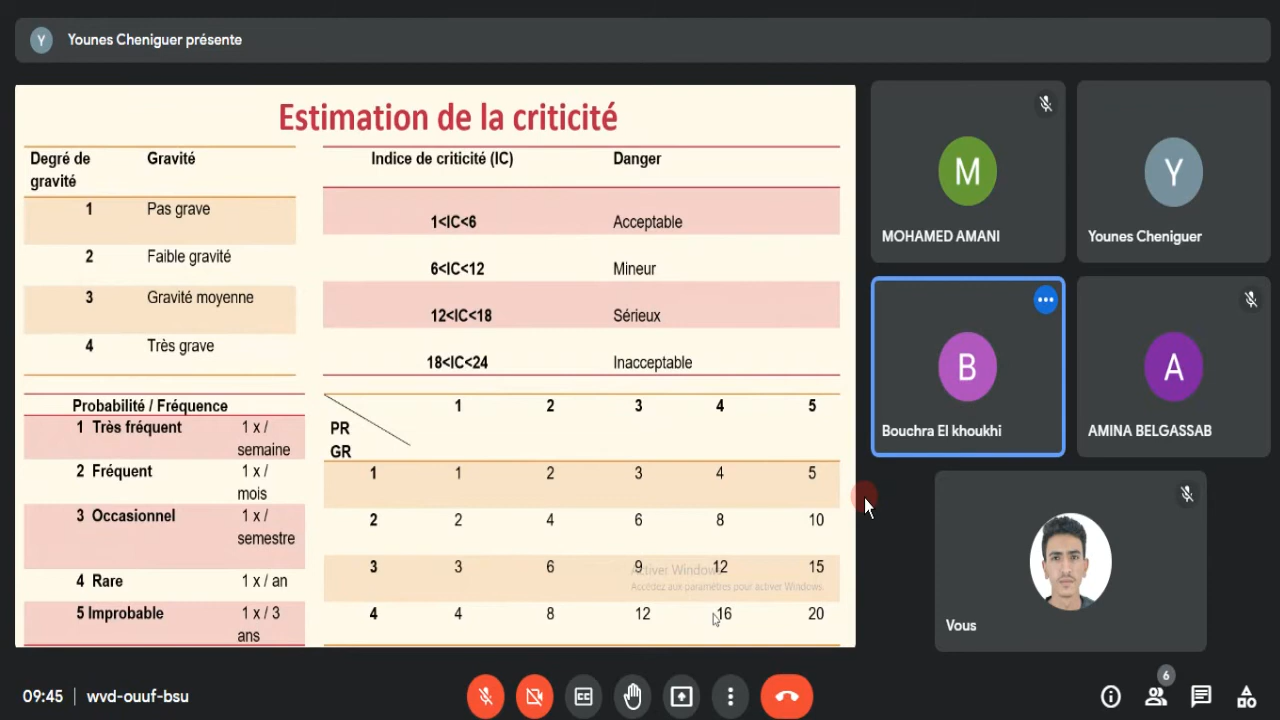 Y
Younes Cheniguer présente
Estimation de la criticité
Degré de gravité
Gravité
1 Pas grave
2 Faible gravité
3 Gravité moyenne
4 Très grave
Indice de criticité (IC) Danger
1<IC<6 Acceptable
6<IC<12 Mineur
12<IC<18 Sérieux
18<IC<24 Inacceptable
Probabilité / Fréquence
1 Très fréquent 1 x / semaine
2 Fréquent 1 x / mois
3 Occasionnel 1 x / semestre
4 Rare 1 x / an
5 Improbable 1 x / 3 ans
PR
GR
1 2 3 4 5
1 1 2 3 4 5
2 2 4 6 8 10
3 3 6 9 12 15
4 4 8 12 16 20
Activer Windows
Accédez aux paramètres pour activer Windows.
M
MOHAMED AMANI
Y
Younes Cheniguer
B
Bouchra El khoukhi
A
AMINA BELGASSAB
Vous
09:45 | wvd-ouuf-bsu
CC
6